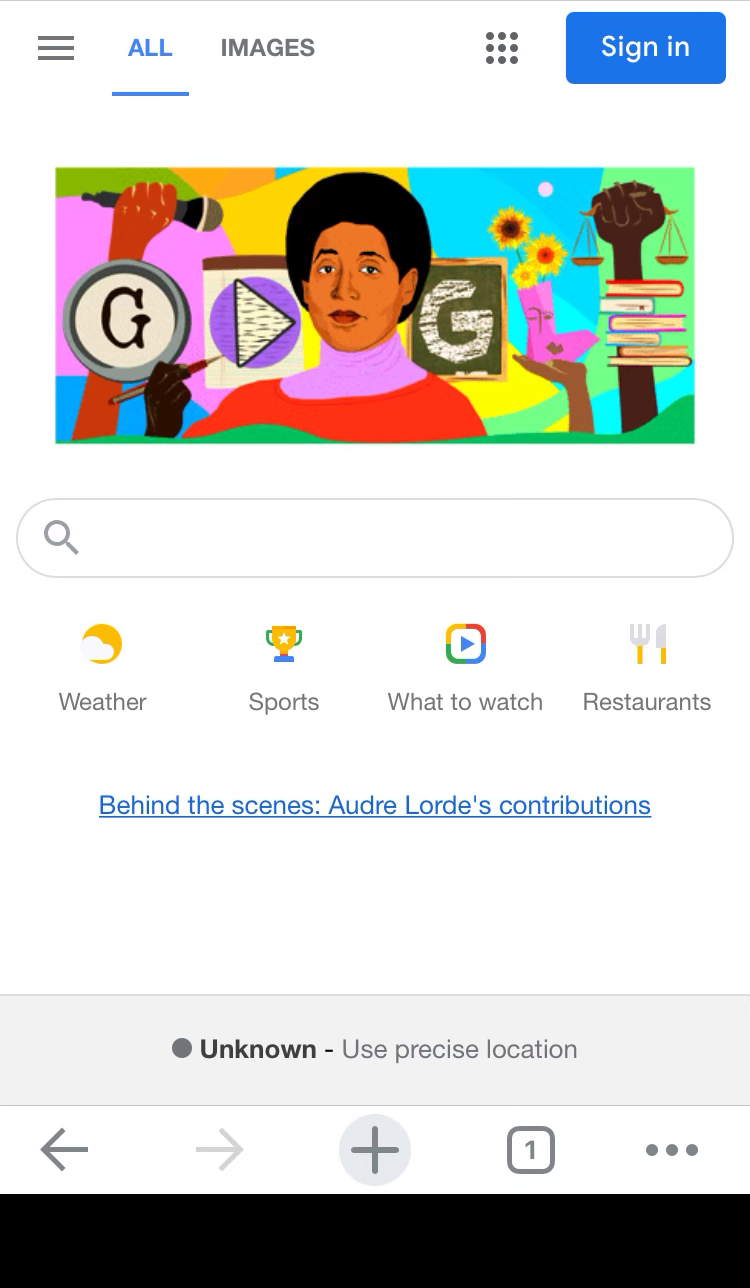 ALL IMAGES Sign in
G G
Weather Sports What to watch Restaurants
Behind the scenes: Audre Lorde's contributions
Unknown - Use precise location
1